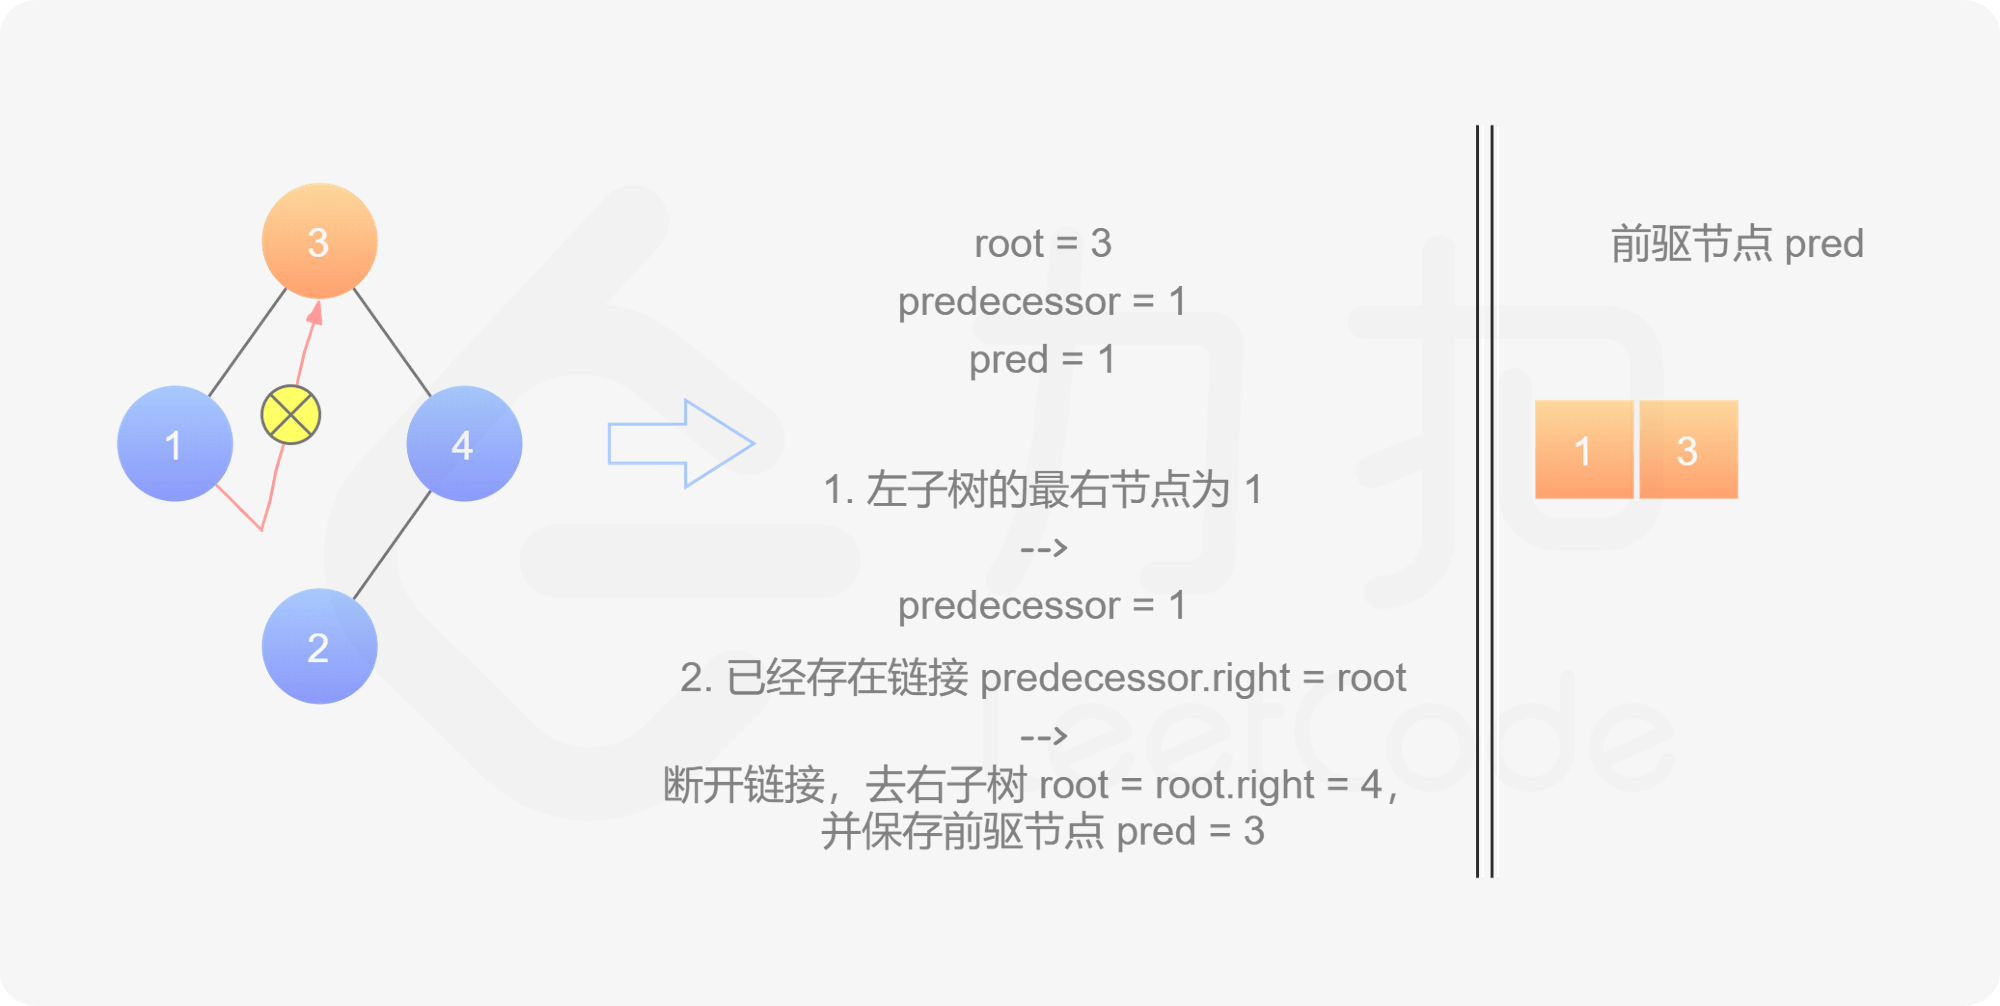 3
1
4
2
root = 3
predecessor = 1
pred = 1
1. 左子树的最右节点为 1
-->
predecessor = 1
2. 已经存在链接 predecessor.right = root
-->
断开链接，去右子树 root = root.right = 4，
并保存前驱节点 pred = 3
前驱节点 pred
1 3
力扣
LeetCode